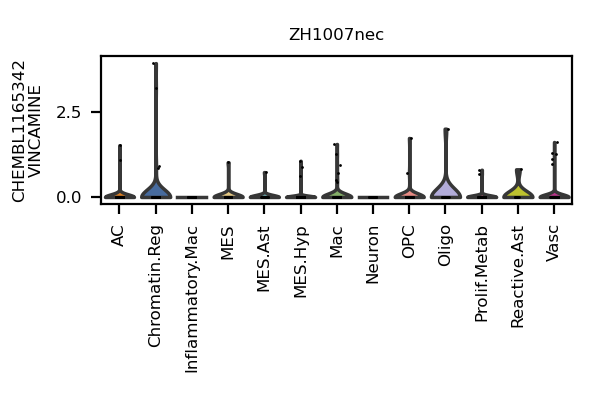 ZH1007nec
CHEMBL1165342
VINCAMINE
2.5
0.0
AC
Chromatin.Reg
Inflammatory.Mac
MES
MES.Ast
MES.Hyp
Mac
Neuron
OPC
Oligo
Prolif.Metab
Reactive.Ast
Vasc